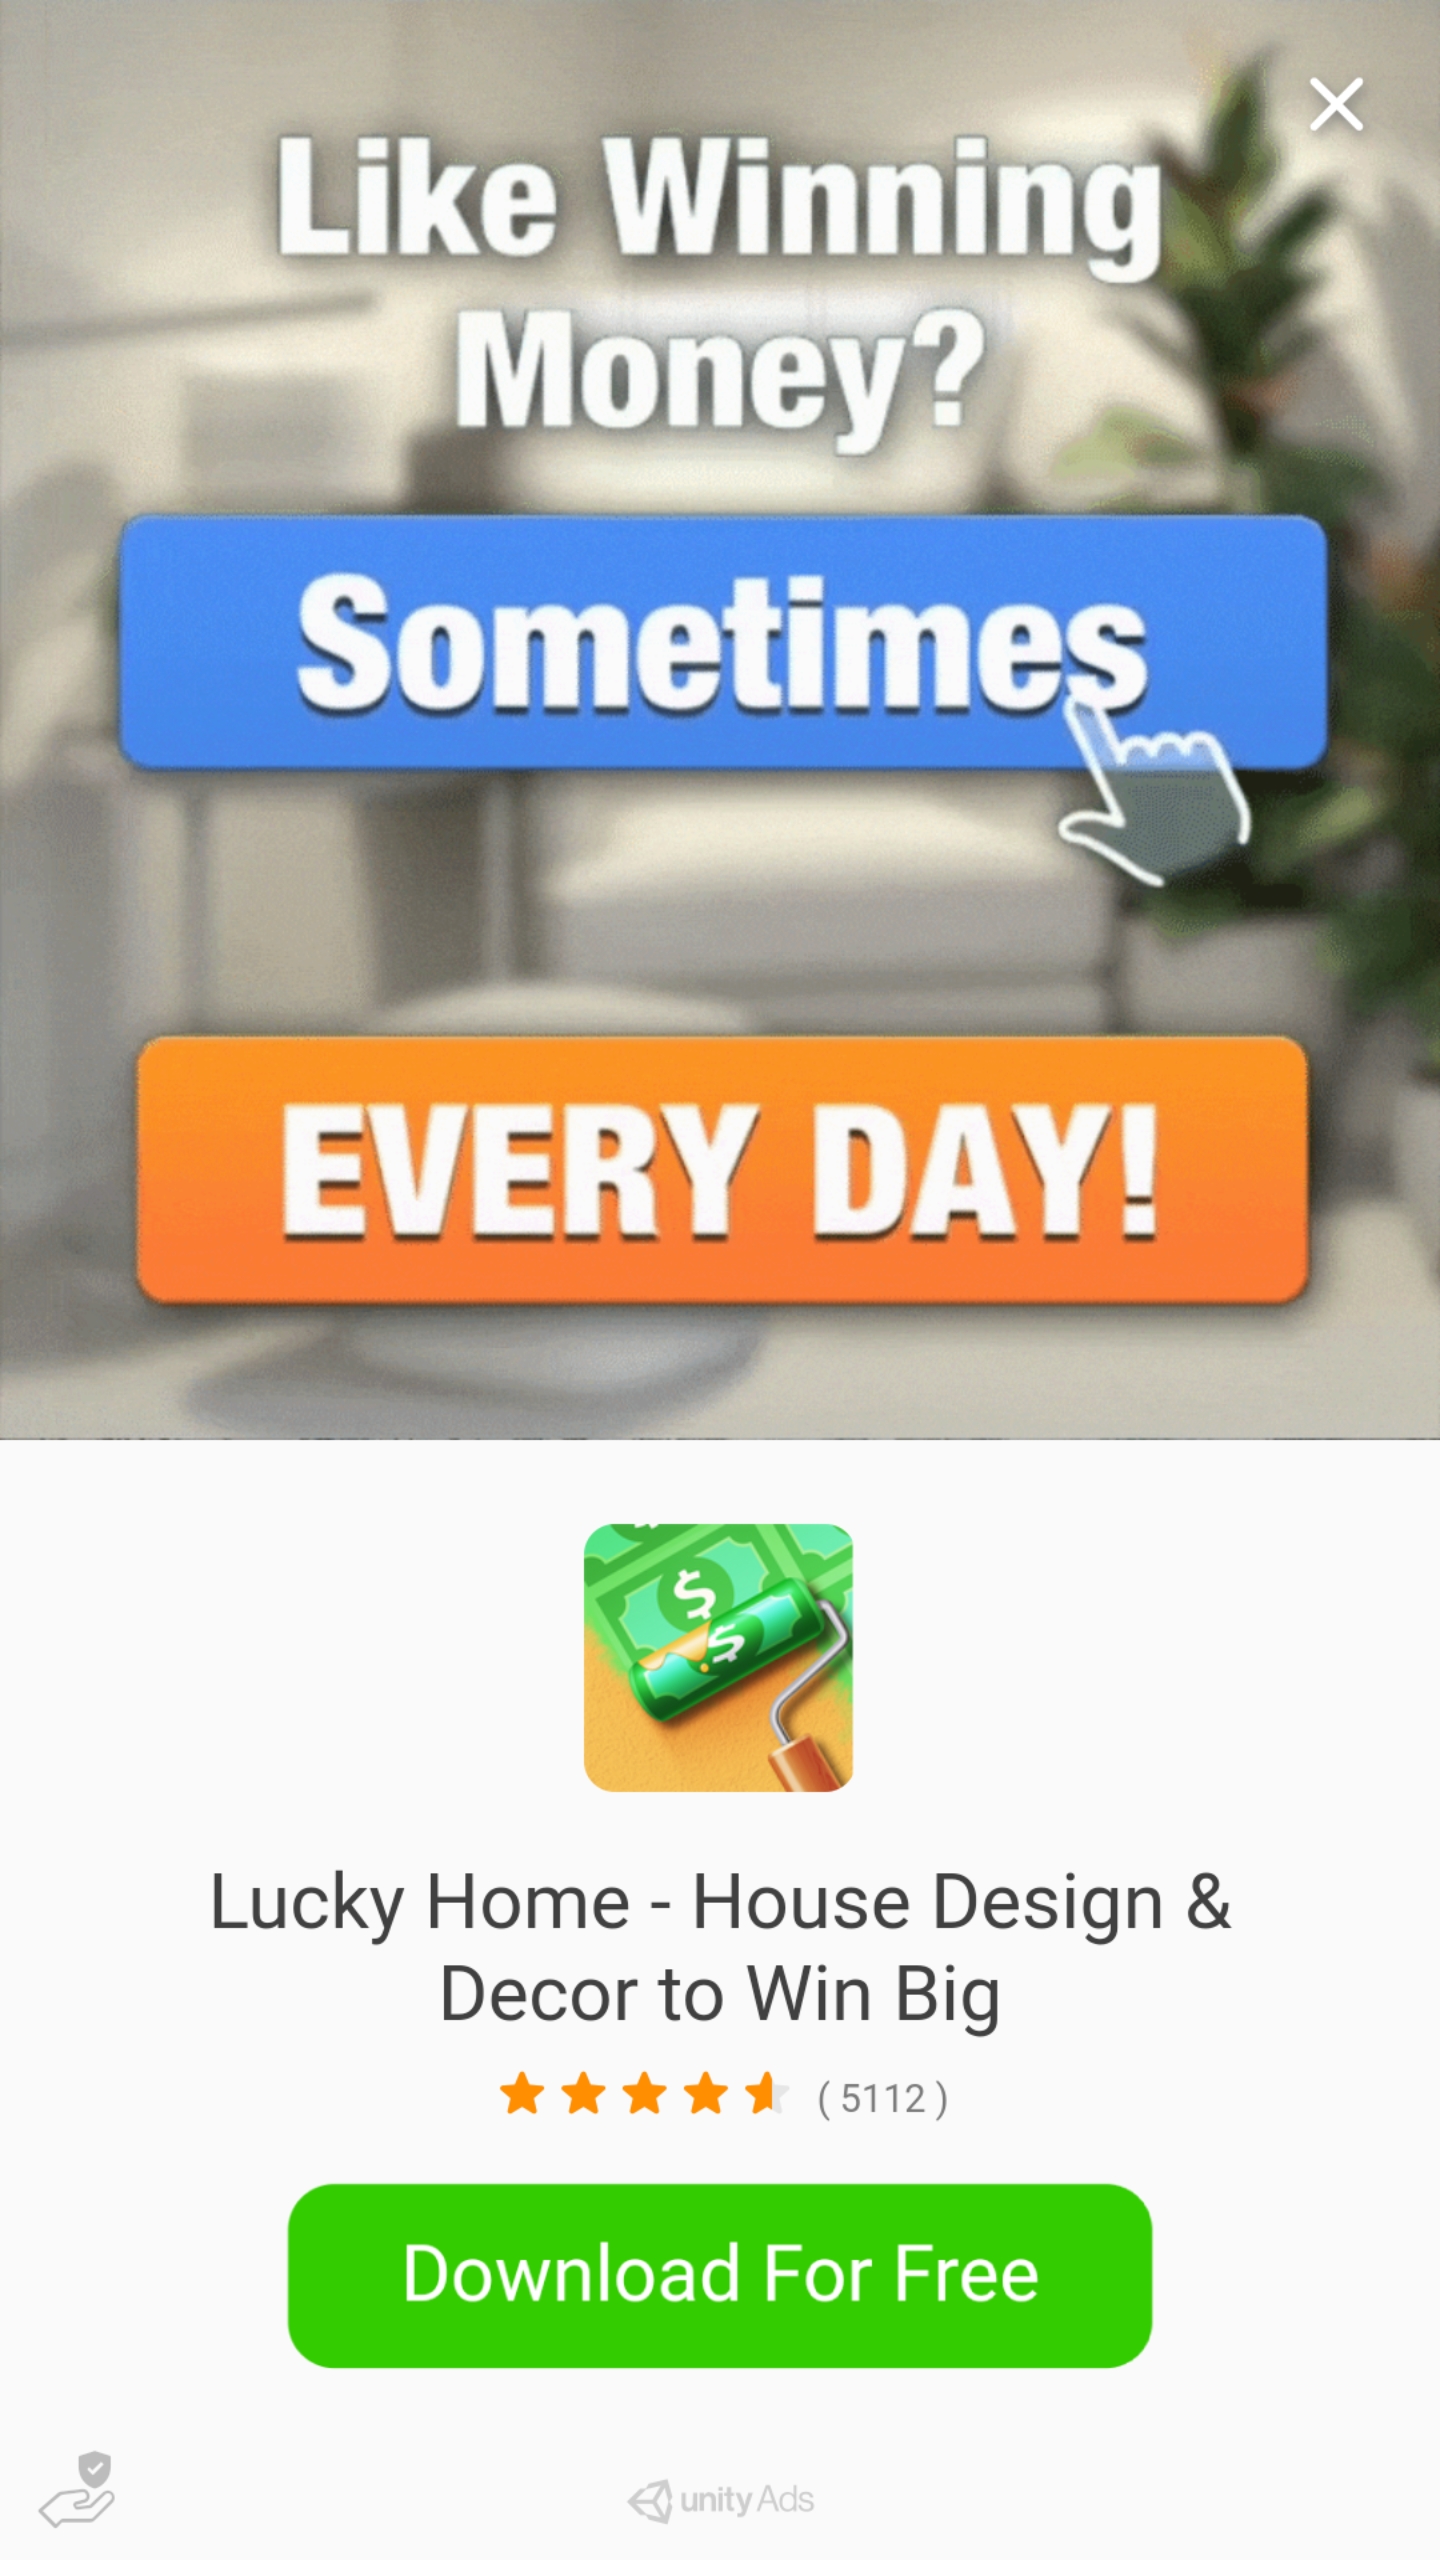 Like Winning
Money?
Sometimes
EVERY DAY!
$
$
Lucky Home - House Design &
Decor to Win Big
( 5112 )
Download For Free
unity Ads